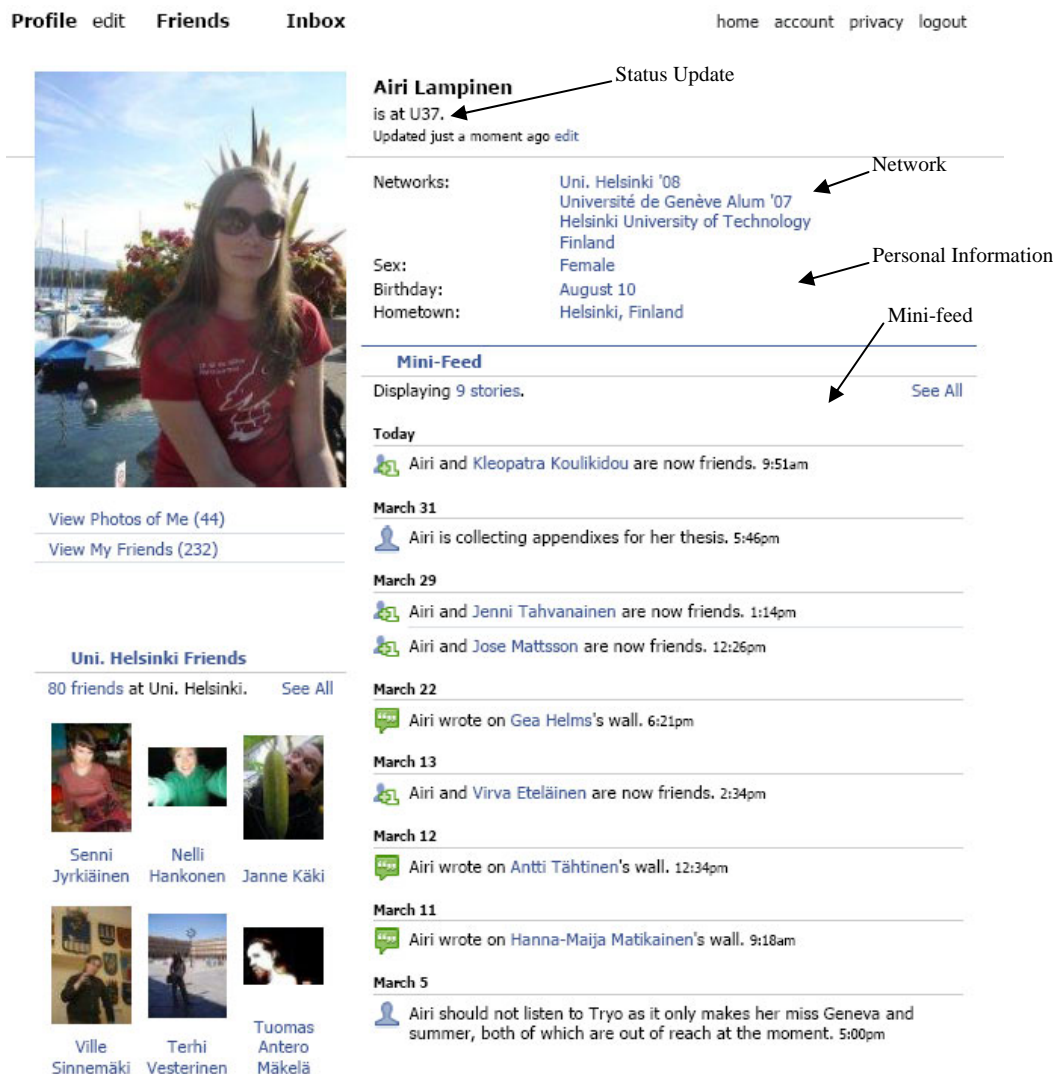 Profile edit Friends Inbox home account privacy logout
Airi Lampinen
Status Update
is at U37.
Updated just a moment ago edit
Networks:
Uni. Helsinki '08
Network
Université de Genève Alum '07
Helsinki University of Technology
Finland
Sex: Female
Personal Information
Birthday: August 10
Hometown: Helsinki, Finland
Mini-feed
Mini-Feed
Displaying 9 stories. See All
Today
Airi and Kleopatra Koulikidou are now friends. 9:51am
March 31
Airi is collecting appendixes for her thesis. 5:46pm
March 29
Airi and Jenni Tahvanainen are now friends. 1:14pm
Airi and Jose Mattsson are now friends. 12:26pm
March 22
Airi wrote on Gea Helms's wall. 6:21pm
March 13
Airi and Virva Eteläinen are now friends. 2:34pm
March 12
Airi wrote on Antti Tähtinen's wall. 12:34pm
March 11
Airi wrote on Hanna-Maija Matikainen's wall. 9:18am
March 5
Airi should not listen to Tryo as it only makes her miss Geneva and
summer, both of which are out of reach at the moment. 5:00pm
View Photos of Me (44)
View My Friends (232)
Uni. Helsinki Friends
80 friends at Uni. Helsinki. See All
Senni
Jyrkiäinen
Nelli
Hankonen
Janne Käki
Ville
Sinnemäki
Terhi
Vesterinen
Tuomas
Antero
Mäkelä